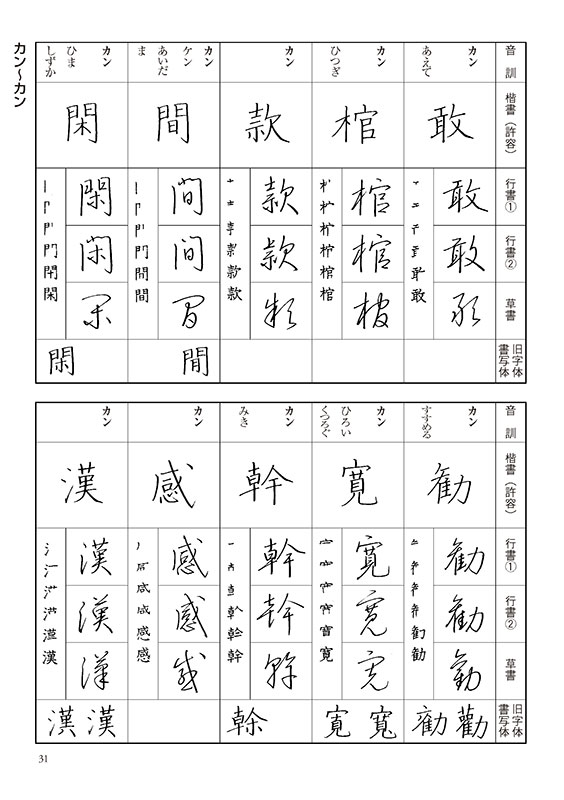 カン〜カン
音 訓
楷書（許容）
行書①
行書②
草書
旧字体
書写体
カン
あえて
敢
敢
敢
敢
カン
ひつぎ
棺
棺
棺
棺
カン
款
款
款
款
カン
ケン
あいだ
ま
間
間
間
間
間
カン
ひま
しずか
閑
閑
閑
閑
閑
音 訓
楷書（許容）
行書①
行書②
草書
旧字体
書写体
カン
すすめる
勧
勧
勧
勧
勸
カン
ひろい
くつろぐ
寛
寛
寛
寛
カン
みき
幹
幹
幹
幹
カン
感
感
感
感
カン
漢
漢
漢
漢
漢 漢
31